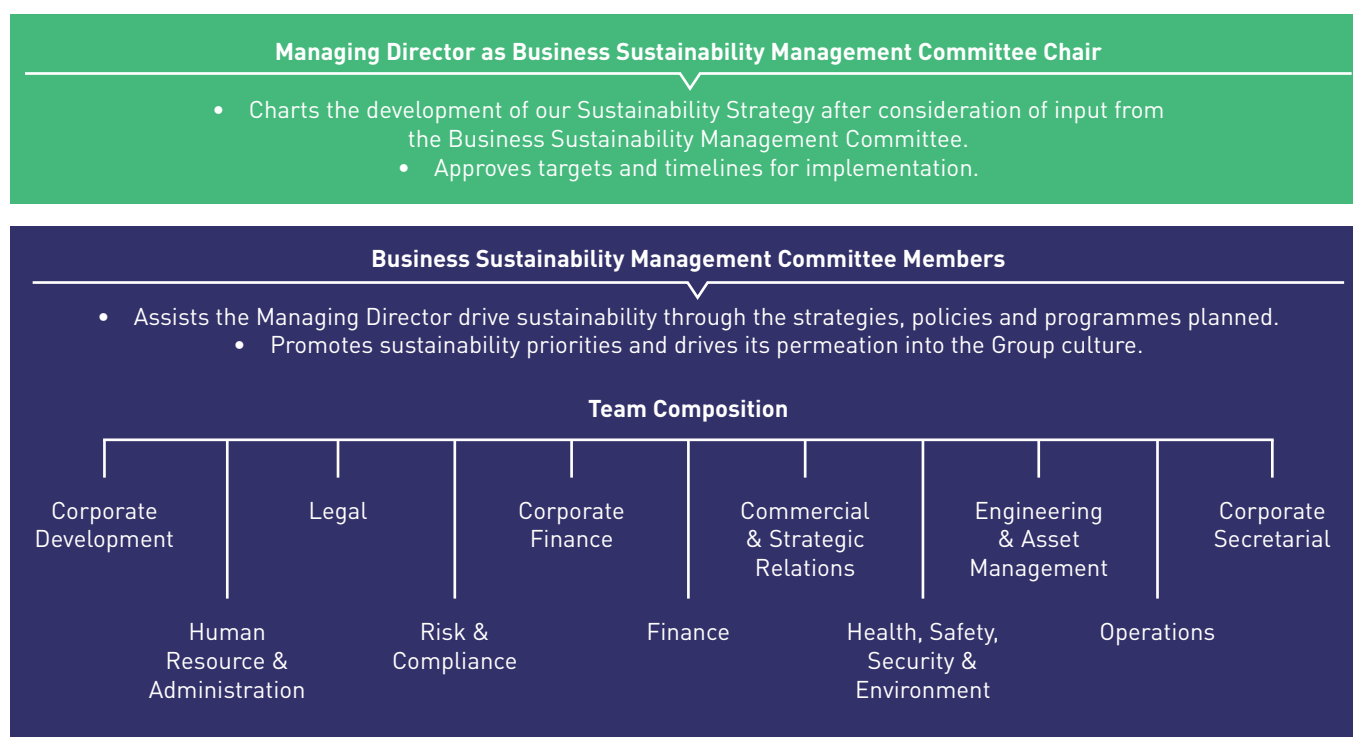 Managing Director as Business Sustainability Management Committee Chair
• Charts the development of our Sustainability Strategy after consideration of input from
the Business Sustainability Management Committee.
• Approves targets and timelines for implementation.
Business Sustainability Management Committee Members
• Assists the Managing Director drive sustainability through the strategies, policies and programmes planned.
• Promotes sustainability priorities and drives its permeation into the Group culture.
Team Composition
Corporate
Development
Legal
Corporate
Finance
Commercial
& Strategic
Relations
Engineering
& Asset
Management
Corporate
Secretarial
Human
Resource &
Administration
Risk &
Compliance
Finance
Health, Safety,
Security &
Environment
Operations